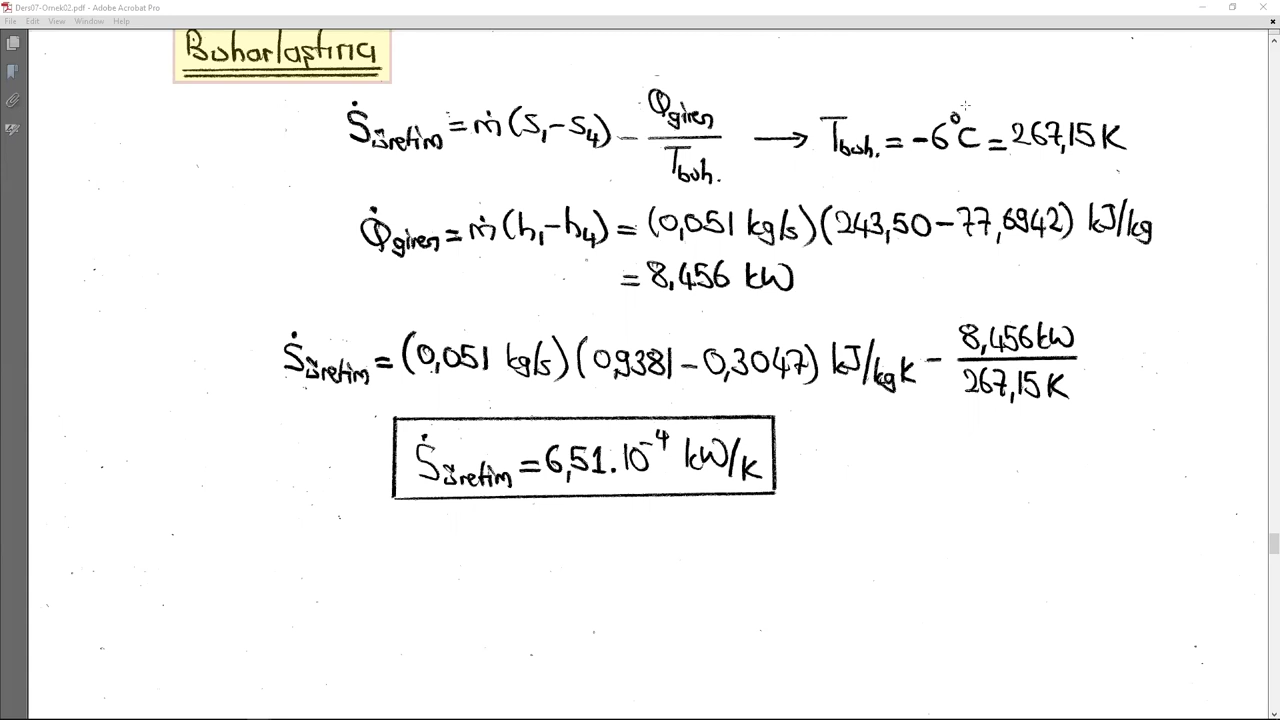 Ders07-Ornek02.pdf - Adobe Acrobat Pro
File Edit View Window Help
Buharlaştırıcı
Ṡüretim = ṁ(s₁-s₄) - Q̇giren/Tbuh. → Tbuh. = -6°C = 267,15 K
Q̇giren = ṁ(h₁-h₄) = (0,051 kg/s)(243,50-77,6942) kJ/kg
= 8,456 kW
Ṡüretim = (0,051 kg/s)(0,9381-0,3047) kJ/kgK - 8,456 kW/267,15 K
Ṡüretim = 6,51.10⁻⁴ kW/K